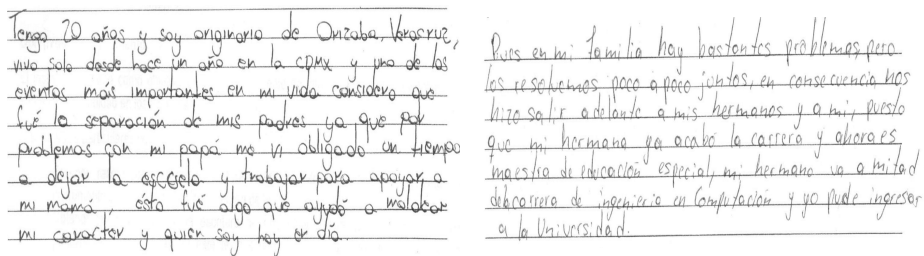 Tengo 20 años y soy originario de Orizaba, Veracruz,
vivo solo desde hace un año en la CDMX y uno de los
eventos más importantes en mi vida considero que
fué la separación de mis padres ya que por
problemas con mi papá me vi obligado un tiempo
a dejar la escuela y trabajar para apoyar a
mi mamá, esto fué algo que ayudó a moldear
mi caracter y quien soy hoy en día.
Pues en mi familia hay bastantes problemas, pero
los resolvemos poco a poco juntos, en consecuencia nos
hizo salir adelante a mis hermanos y a mi, puesto
que mi hermana ya acabó la carrera y ahora es
maestra de educación especial, mi hermano va a mitad
de carrera de ingenieria en Computación y yo pude ingresar
a la Universidad.